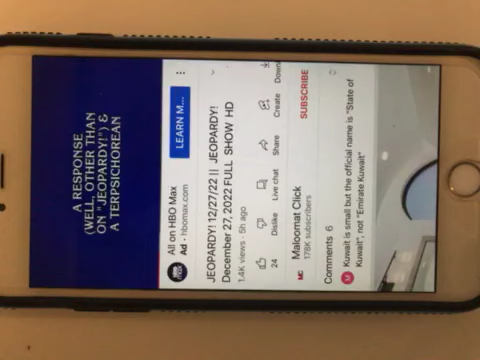 A RESPONSE
(WELL, OTHER THAN
ON "JEOPARDY!") &
A TERPSICHOREAN
All on HBO Max
Ad · hbomax.com
LEARN M...
JEOPARDY! 12/27/22 || JEOPARDY!
December 27, 2022 FULL SHOW HD
1.4K views · 5h ago
24
Dislike
Live chat
Share
Create
Down
MC
Maloomat Click
178K subscribers
SUBSCRIBE
Comments 6
M
Kuwait is small but the official name is "State of
Kuwait", not "Emirate Kuwait"